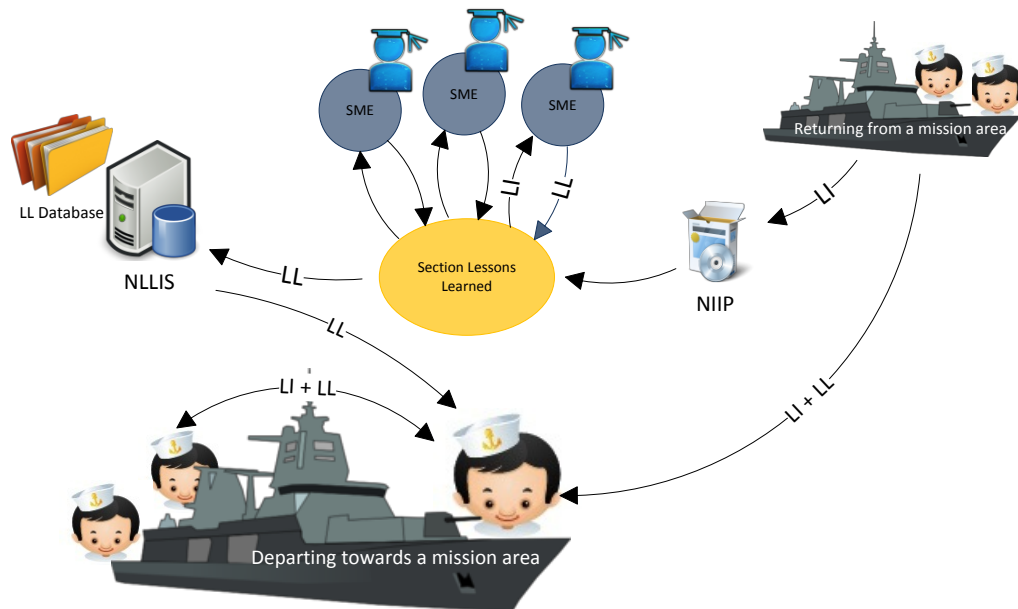 SME
SME
SME
Returning from a mission area
LL Database
LI
LL
LI
Section Lessons
Learned
NLLIS
LL
NIIP
LL
LI + LL
LI + LL
Departing towards a mission area